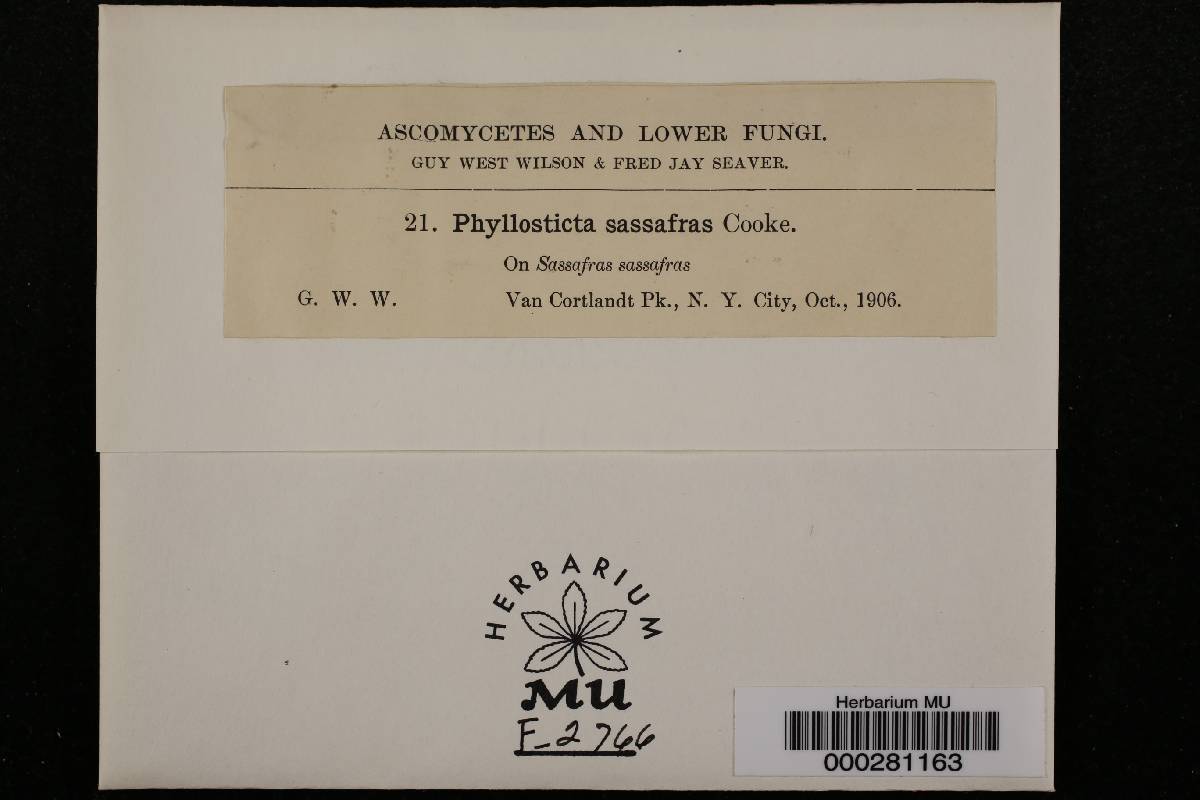 ASCOMYCETES AND LOWER FUNGI.
GUY WEST WILSON & FRED JAY SEAVER.
21. Phyllosticta sassafras Cooke.
On Sassafras sassafras
G. W. W. Van Cortlandt Pk., N. Y. City, Oct., 1906.
HERBARIUM
MU
F-2766
Herbarium MU
000281163